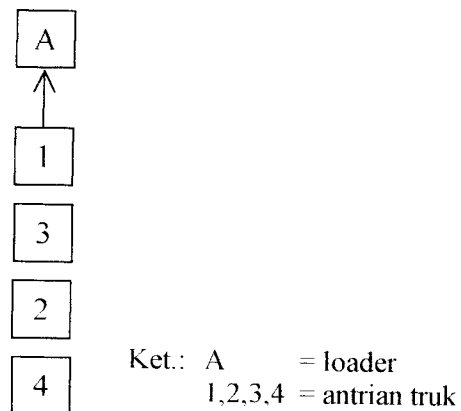 A
1
3
2
4
Ket.: A = loader
1,2,3,4 = antrian truk